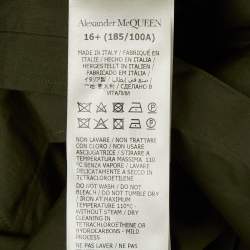 Alexander McQUEEN
16+ (185/100A)
MADE IN ITALY / FABRIQUÉ EN
ITALIE / HECHO EN ITALIA /
HERGESTELLT IN ITALIEN /
FABRICADO EM ITÁLIA /
СДЕЛАНО В
ИТАЛИИ
NON LAVARE / NON TRATTARE
CON CLORO / NON USARE
ASCIUGATRICE / STIRARE A
TEMPERATURA MASSIMA 110
°C SENZA VAPORE / LAVARE
A SECCO IN
TETRACLOROETILENE
DO NOT WASH / DO NOT
BLEACH / DO NOT TUMBLE DRY
/ IRON AT MAXIMUM
TEMPERATURE 110°C
WITHOUT STEAM / DRY
CLEANING IN
TETRACHLOROETHYLENE OR
HYDROCARBONS - MILD
PROCESS
NE PAS LAVER / NE PAS